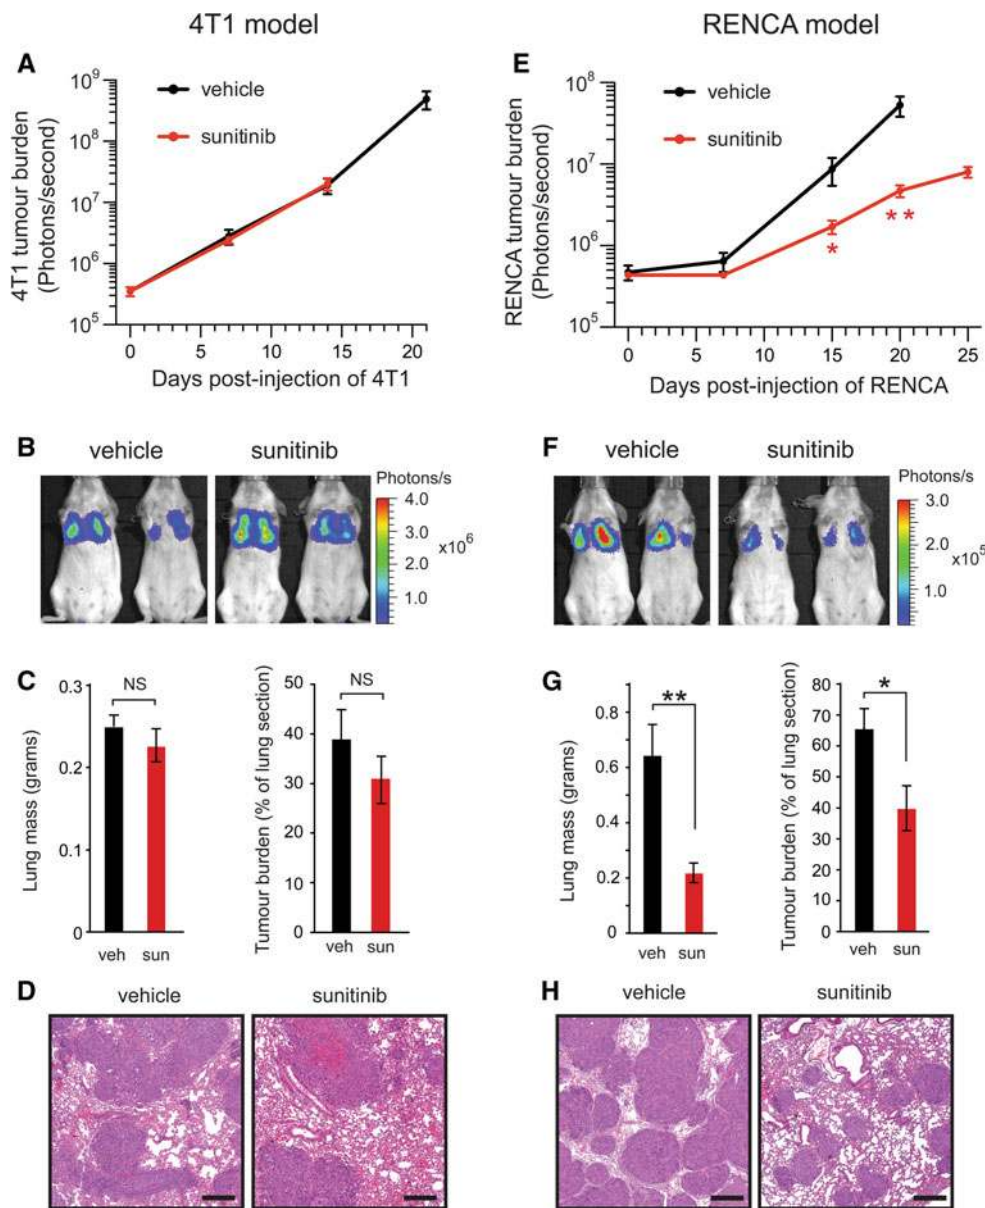 4T1 model
RENCA model
A
vehicle
sunitinib
4T1 tumour burden
(Photons/second)
10^9
10^8
10^7
10^6
10^5
0 5 10 15 20
Days post-injection of 4T1
E
vehicle
sunitinib
RENCA tumour burden
(Photons/second)
10^8
10^7
10^6
10^5
*
**
0 5 10 15 20 25
Days post-injection of RENCA
B
vehicle
sunitinib
Photons/s
4.0
3.0
x10^6
2.0
1.0
F
vehicle
sunitinib
Photons/s
3.0
2.0
x10^5
1.0
C
Lung mass (grams)
0.3
0.2
0.1
0
NS
veh sun
Tumour burden (% of lung section)
50
40
30
20
10
0
NS
veh sun
G
Lung mass (grams)
0.8
0.6
0.4
0.2
0
**
veh sun
Tumour burden (% of lung section)
80
70
60
50
40
30
20
10
0
*
veh sun
D
vehicle
sunitinib
H
vehicle
sunitinib